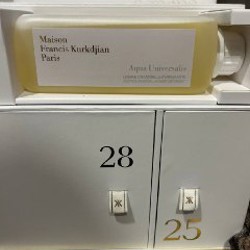 Maison
Francis Kurkdjian
Paris
Aqua Universalis
28
25